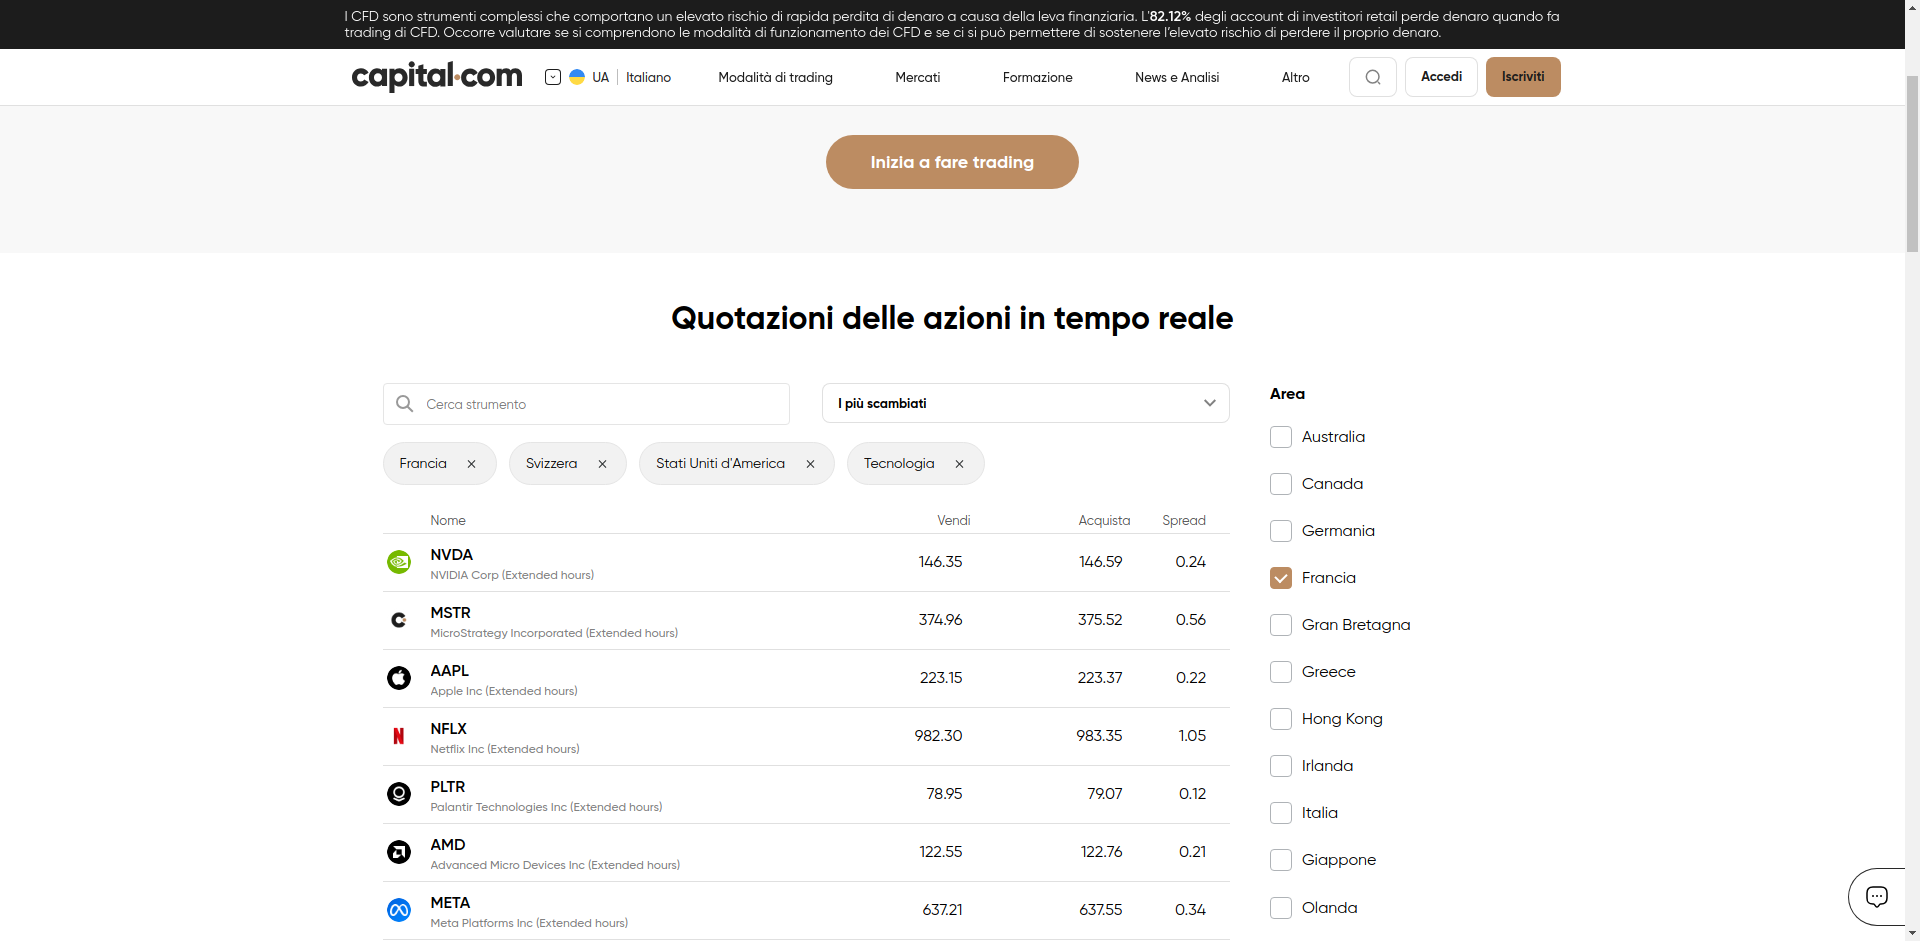 I CFD sono strumenti complessi che comportano un elevato rischio di rapida perdita di denaro a causa della leva finanziaria. L'82.12% degli account di investitori retail perde denaro quando fa
trading di CFD. Occorre valutare se si comprendono le modalità di funzionamento dei CFD e se ci si può permettere di sostenere l'elevato rischio di perdere il proprio denaro.
capital.com UA Italiano Modalità di trading Mercati Formazione News e Analisi Altro Accedi Iscriviti
Inizia a fare trading
Quotazioni delle azioni in tempo reale
Cerca strumento
I più scambiati
Francia Svizzera Stati Uniti d'America Tecnologia
Nome Vendi Acquista Spread
NVDA 146.35 146.59 0.24
NVIDIA Corp (Extended hours)
MSTR 374.96 375.52 0.56
MicroStrategy Incorporated (Extended hours)
AAPL 223.15 223.37 0.22
Apple Inc (Extended hours)
NFLX 982.30 983.35 1.05
Netflix Inc (Extended hours)
PLTR 78.95 79.07 0.12
Palantir Technologies Inc (Extended hours)
AMD 122.55 122.76 0.21
Advanced Micro Devices Inc (Extended hours)
META 637.21 637.55 0.34
Meta Platforms Inc (Extended hours)
Area
Australia
Canada
Germania
Francia
Gran Bretagna
Greece
Hong Kong
Irlanda
Italia
Giappone
Olanda